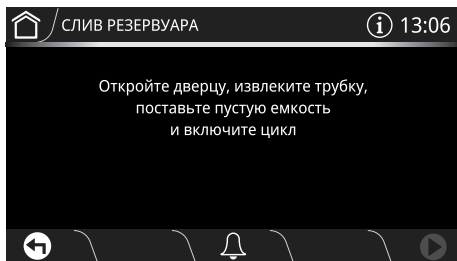 СЛИВ РЕЗЕРВУАРА
13:06
Откройте дверцу, извлеките трубку,
поставьте пустую емкость
и включите цикл